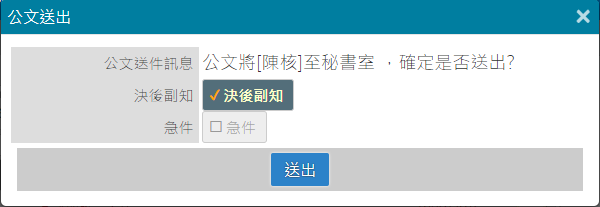 公文送出
公文送件訊息 公文將[陳核]至秘書室 ,確定是否送出?
決後副知 ✓決後副知
急件 ☐ 急件
送出